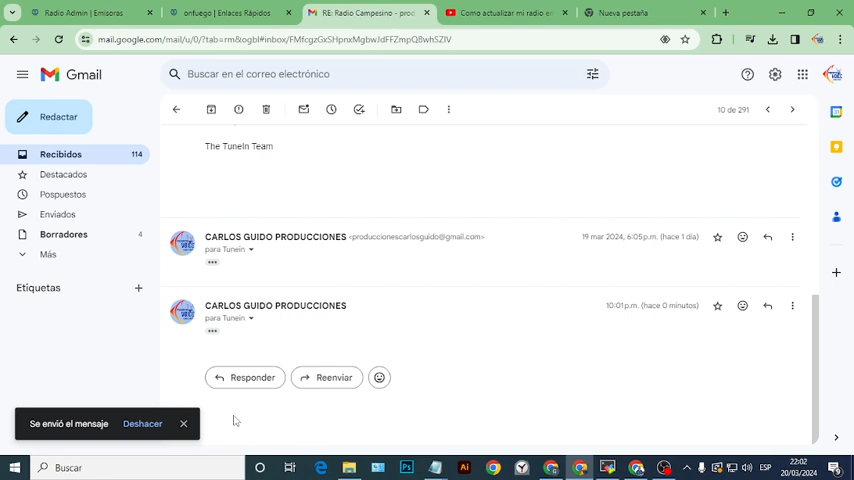 Radio Admin | Emisoras
onfuego | Enlaces Rápidos
RE: Radio Campesino - proc
Como actualizar mi radio en
Nueva pestaña
mail.google.com/mail/u/0/?tab=rm&ogbl#inbox/FMfcgzGxSHpnxMgbwJdFFZmpQBwhSZlV
Gmail
Buscar en el correo electrónico
Redactar
10 de 291
Recibidos 114
Destacados
Pospuestos
Enviados
Borradores 4
Más
Etiquetas
The TuneIn Team
CARLOS GUIDO PRODUCCIONES <produccionescarlosguido@gmail.com> 19 mar 2024, 6:05 p.m. (hace 1 día)
para Tunein
CARLOS GUIDO PRODUCCIONES 10:01 p.m. (hace 0 minutos)
para Tunein
Responder Reenviar
Se envió el mensaje Deshacer
Buscar
ESP
22:02
20/03/2024